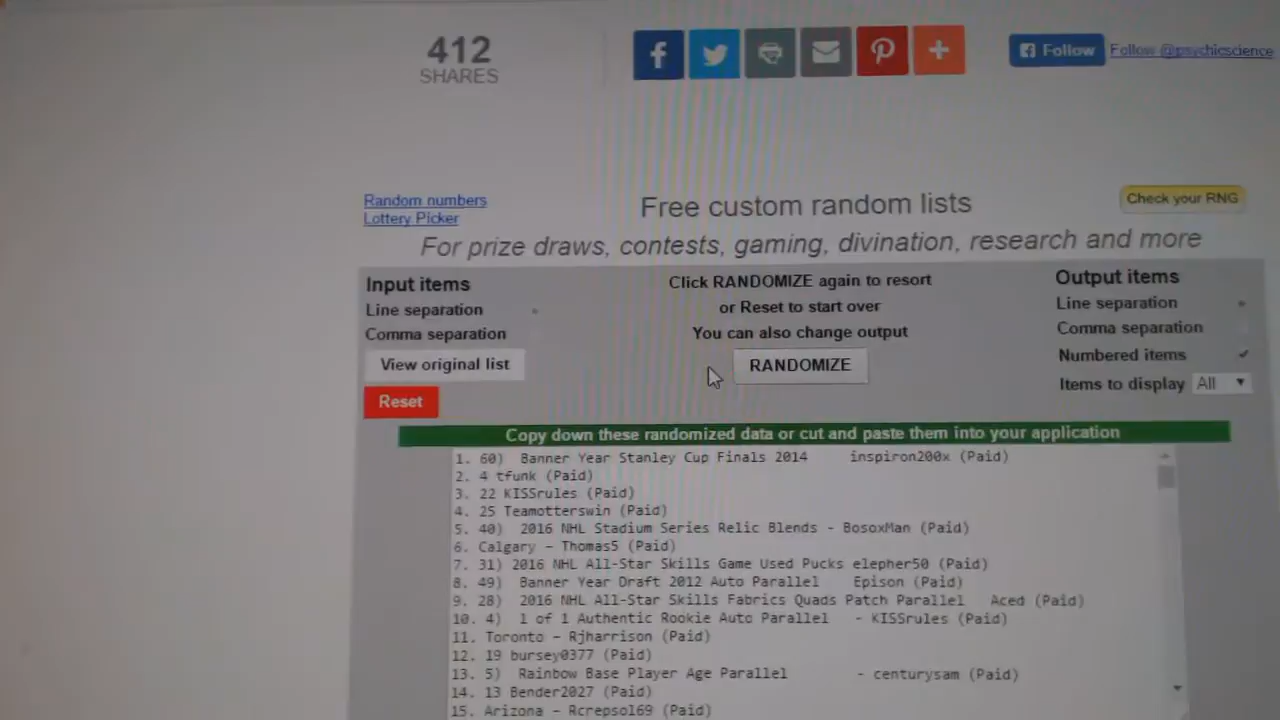 412
SHARES
Follow
Follow @psychicscience
Random numbers
Lottery Picker
Free custom random lists
Check your RNG
For prize draws, contests, gaming, divination, research and more
Input items
Line separation
Comma separation
View original list
Reset
Click RANDOMIZE again to resort
or Reset to start over
You can also change output
RANDOMIZE
Output items
Line separation
Comma separation
Numbered items
Items to display All
Copy down these randomized data or cut and paste them into your application
1. 60) Banner Year Stanley Cup Finals 2014 inspiron200x (Paid)
2. 4 tfunk (Paid)
3. 22 KISSrules (Paid)
4. 25 Teamotterswin (Paid)
5. 40) 2016 NHL Stadium Series Relic Blends - BosoxMan (Paid)
6. Calgary - Thomas5 (Paid)
7. 31) 2016 NHL All-Star Skills Game Used Pucks elepher50 (Paid)
8. 49) Banner Year Draft 2012 Auto Parallel Epison (Paid)
9. 28) 2016 NHL All-Star Skills Fabrics Quads Patch Parallel Aced (Paid)
10. 4) 1 of 1 Authentic Rookie Auto Parallel - KISSrules (Paid)
11. Toronto - Rjharrison (Paid)
12. 19 bursey0377 (Paid)
13. 5) Rainbow Base Player Age Parallel - centurysam (Paid)
14. 13 Bender2027 (Paid)
15. Arizona - Rcrepsol69 (Paid)